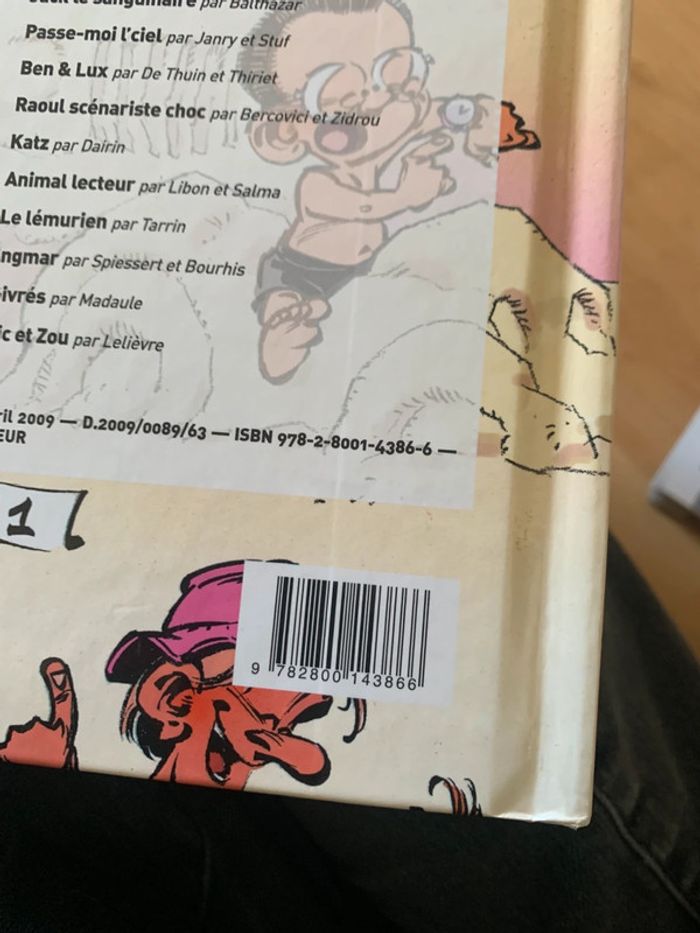 sanguinaire par Balthazar
Passe-moi l'ciel par Janry et Stuf
Ben & Lux par De Thuin et Thiriet
Raoul scénariste choc par Bercovici et Zidrou
Katz par Dairin
Animal lecteur par Libon et Salma
Le lémurien par Tarrin
ngmar par Spiessert et Bourhis
ivrés par Madaule
ic et Zou par Lelièvre
ril 2009 — D.2009/0089/63 — ISBN 978-2-8001-4386-6 —
EUR
1
9 782800 143866